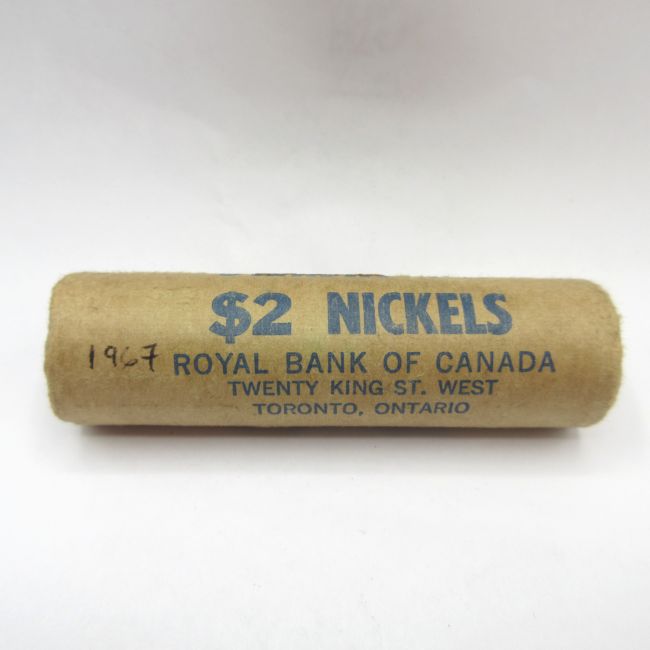 $2 NICKELS
1967 ROYAL BANK OF CANADA
TWENTY KING ST. WEST
TORONTO, ONTARIO